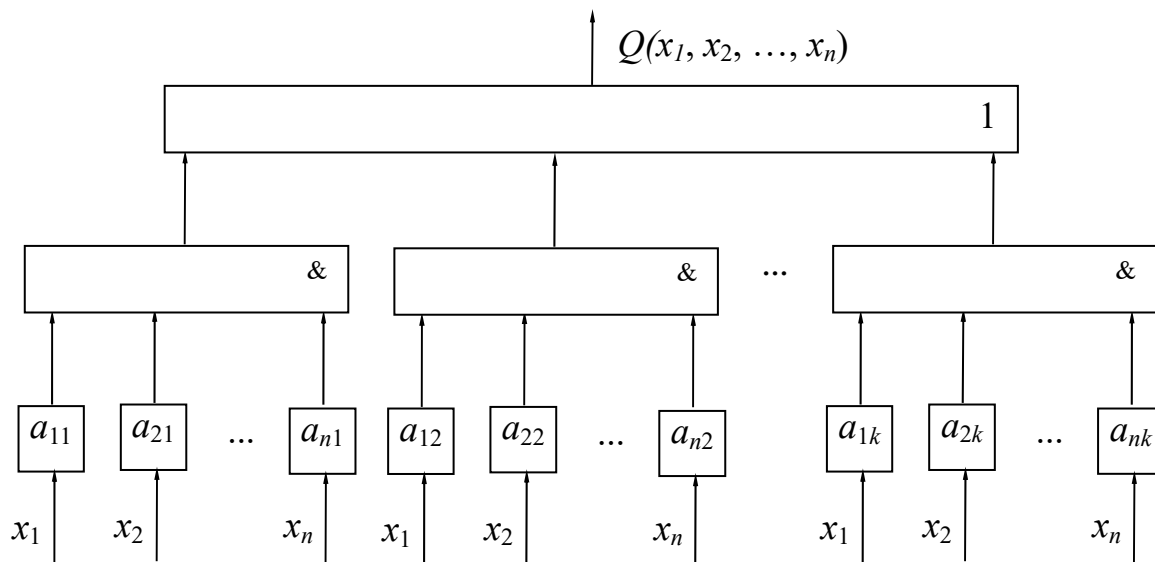 Q(x₁, x₂, …, xₙ)
1
& & ... &
a₁₁ a₂₁ ... aₙ₁ a₁₂ a₂₂ ... aₙ₂ a₁ₖ a₂ₖ ... aₙₖ
x₁ x₂ xₙ x₁ x₂ xₙ x₁ x₂ xₙ